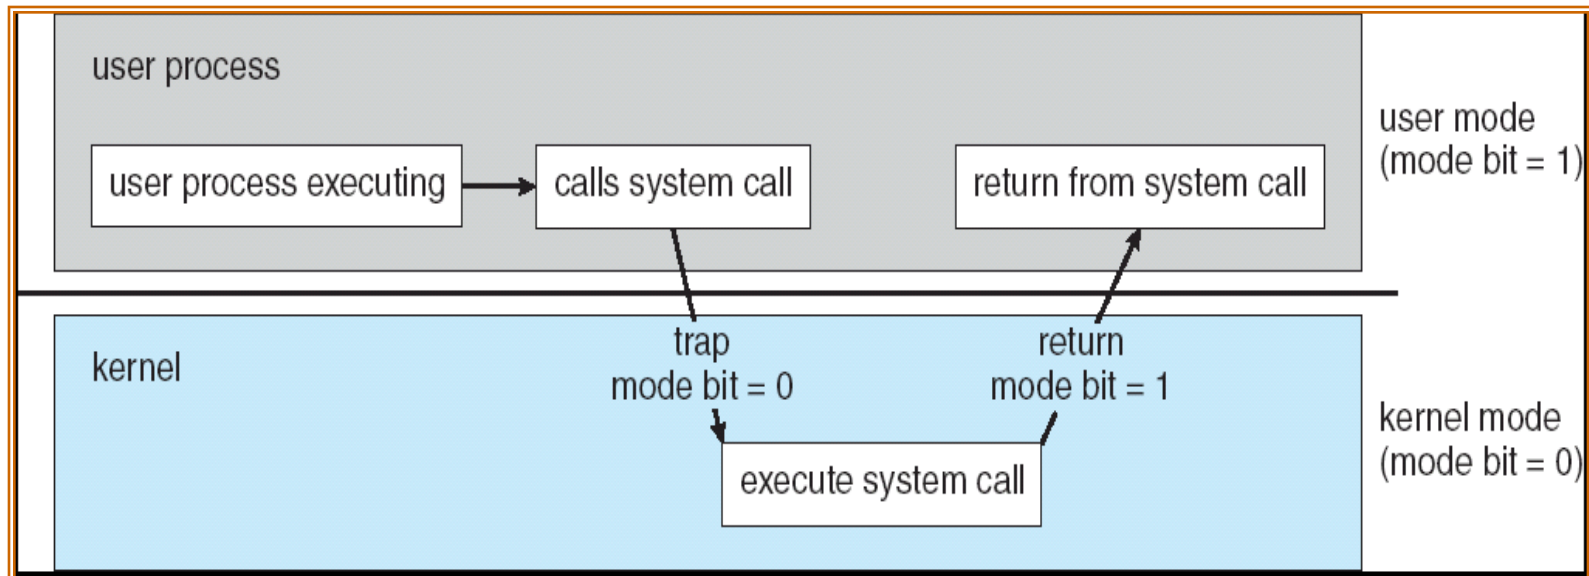 user process
user process executing
calls system call
return from system call
user mode
(mode bit = 1)
kernel
trap
mode bit = 0
return
mode bit = 1
execute system call
kernel mode
(mode bit = 0)